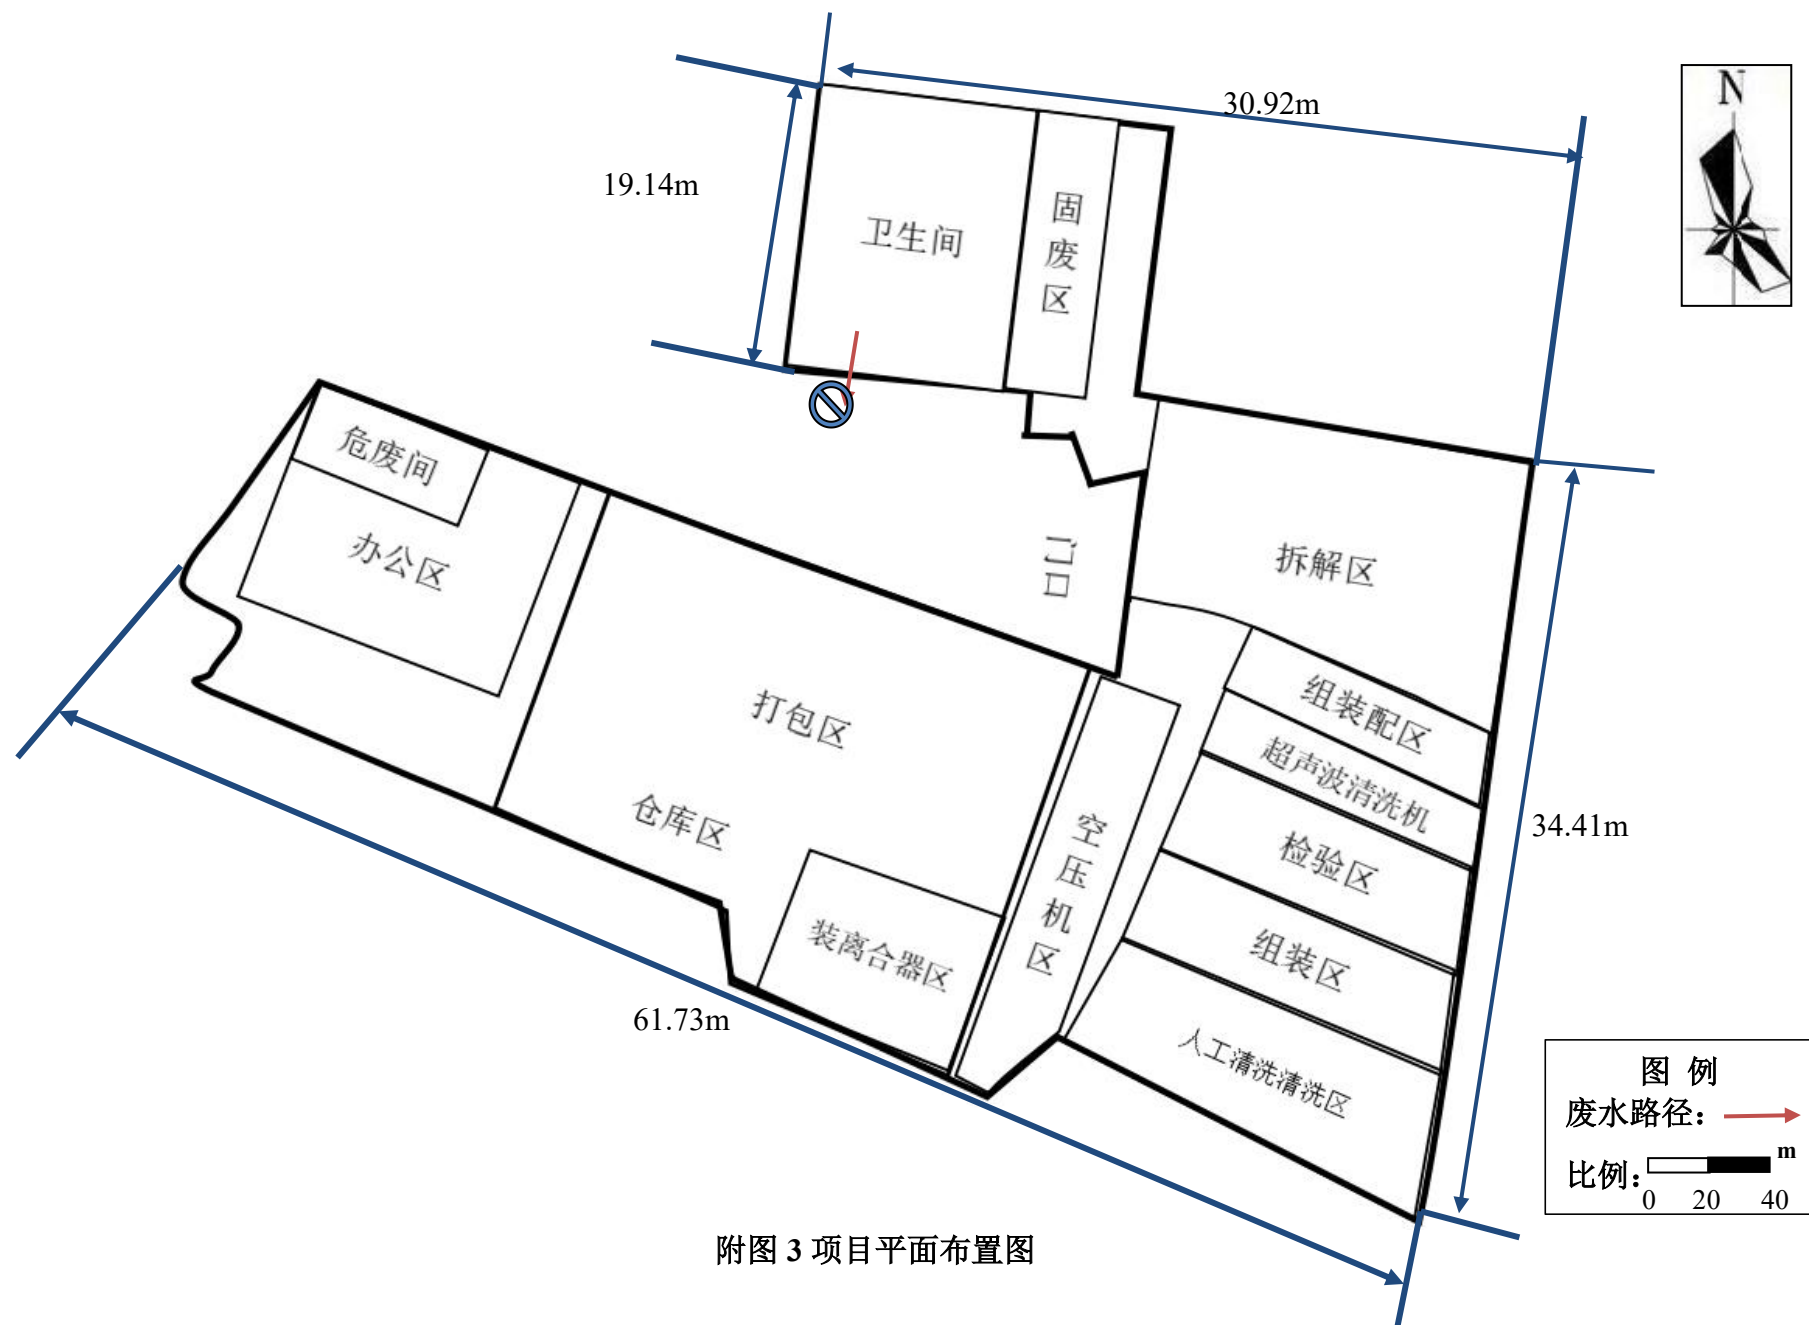 30.92m
N
19.14m
卫生间
固废区
危废间
办公区
门口
拆解区
打包区
仓库区
组装配区
超声波清洗机
检验区
34.41m
空压机区
装离合器区
组装区
61.73m
人工清洗清洗区
图 例
废水路径：
比例： m
0 20 40
附图 3 项目平面布置图